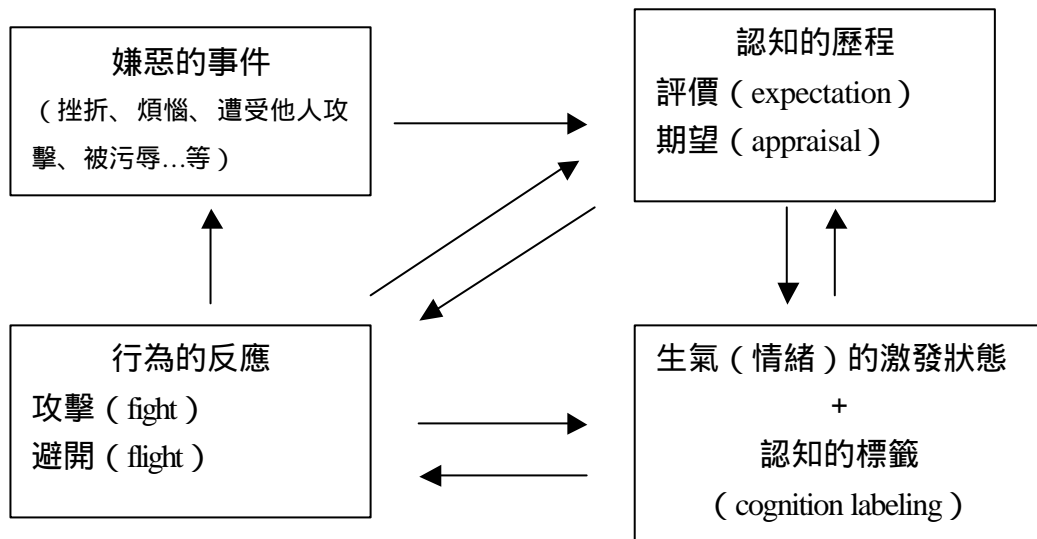 嫌惡的事件
（挫折、煩惱、遭受他人攻
擊、被污辱…等）
認知的歷程
評價（expectation）
期望（appraisal）
行為的反應
攻擊（fight）
避開（flight）
生氣（情緒）的激發狀態
+
認知的標籤
（cognition labeling）